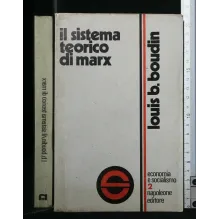 il sistema
teorico
di marx
louis b. boudin
economia
e socialismo
2
napoleone
editore